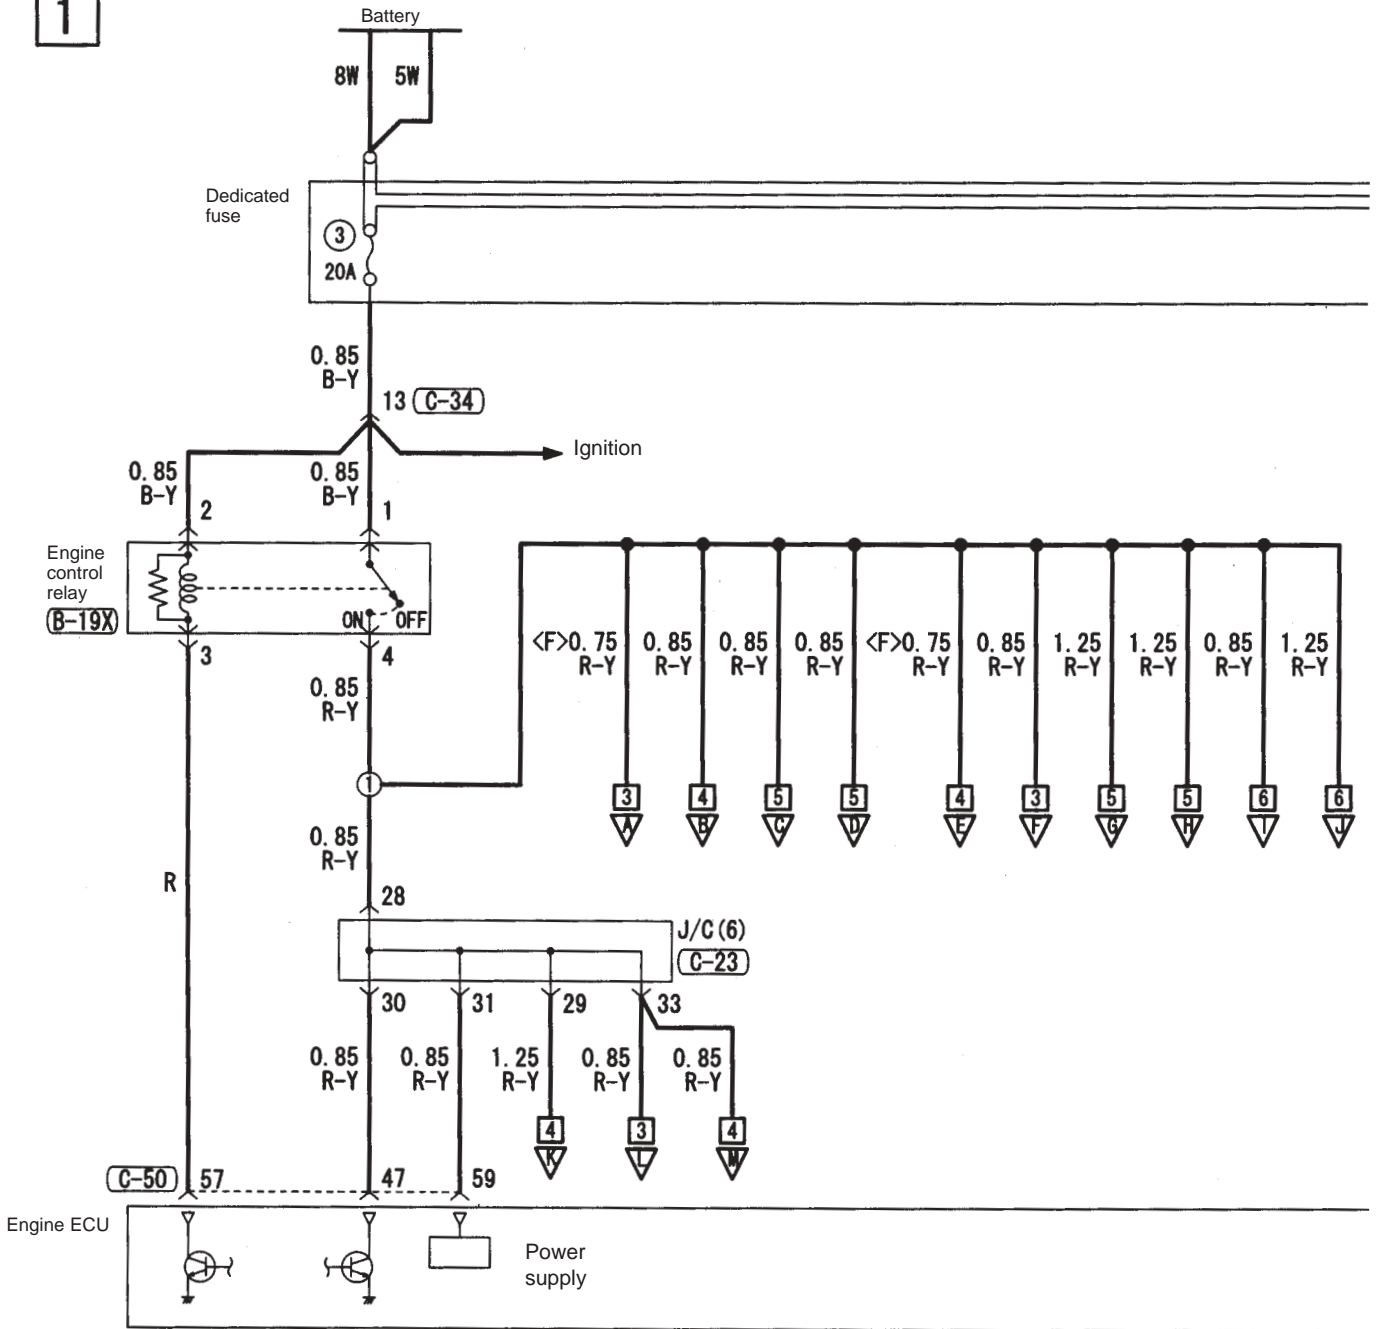 1
Battery
8W 5W
Dedicated
fuse
3
20A
0.85
B-Y
13 C-34
Ignition
0.85
B-Y
0.85
B-Y
2
1
Engine
control
relay
B-19X
ON OFF
3
4
0.85
R-Y
<F>0.75
R-Y
0.85
R-Y
0.85
R-Y
0.85
R-Y
<F>0.75
R-Y
0.85
R-Y
1.25
R-Y
1.25
R-Y
0.85
R-Y
1.25
R-Y
1
3 4 5 5 4 3 5 5 6 6
A B C D E F G H I J
0.85
R-Y
R
28
J/C(6)
C-23
30 31 29 33
0.85
R-Y
0.85
R-Y
1.25
R-Y
0.85
R-Y
0.85
R-Y
4 3 4
K L M
C-50 57 47 59
Engine ECU
Power
supply